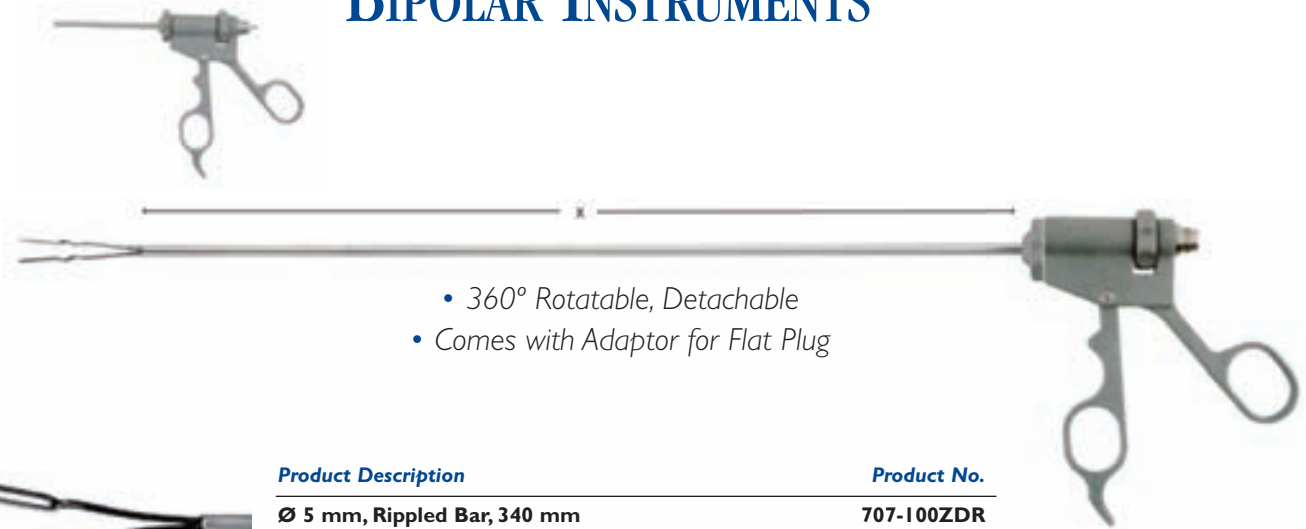 BIPOLAR INSTRUMENTS
x
• 360º Rotatable, Detachable
• Comes with Adaptor for Flat Plug
Product Description Product No.
Ø 5 mm, Rippled Bar, 340 mm 707-100ZDR